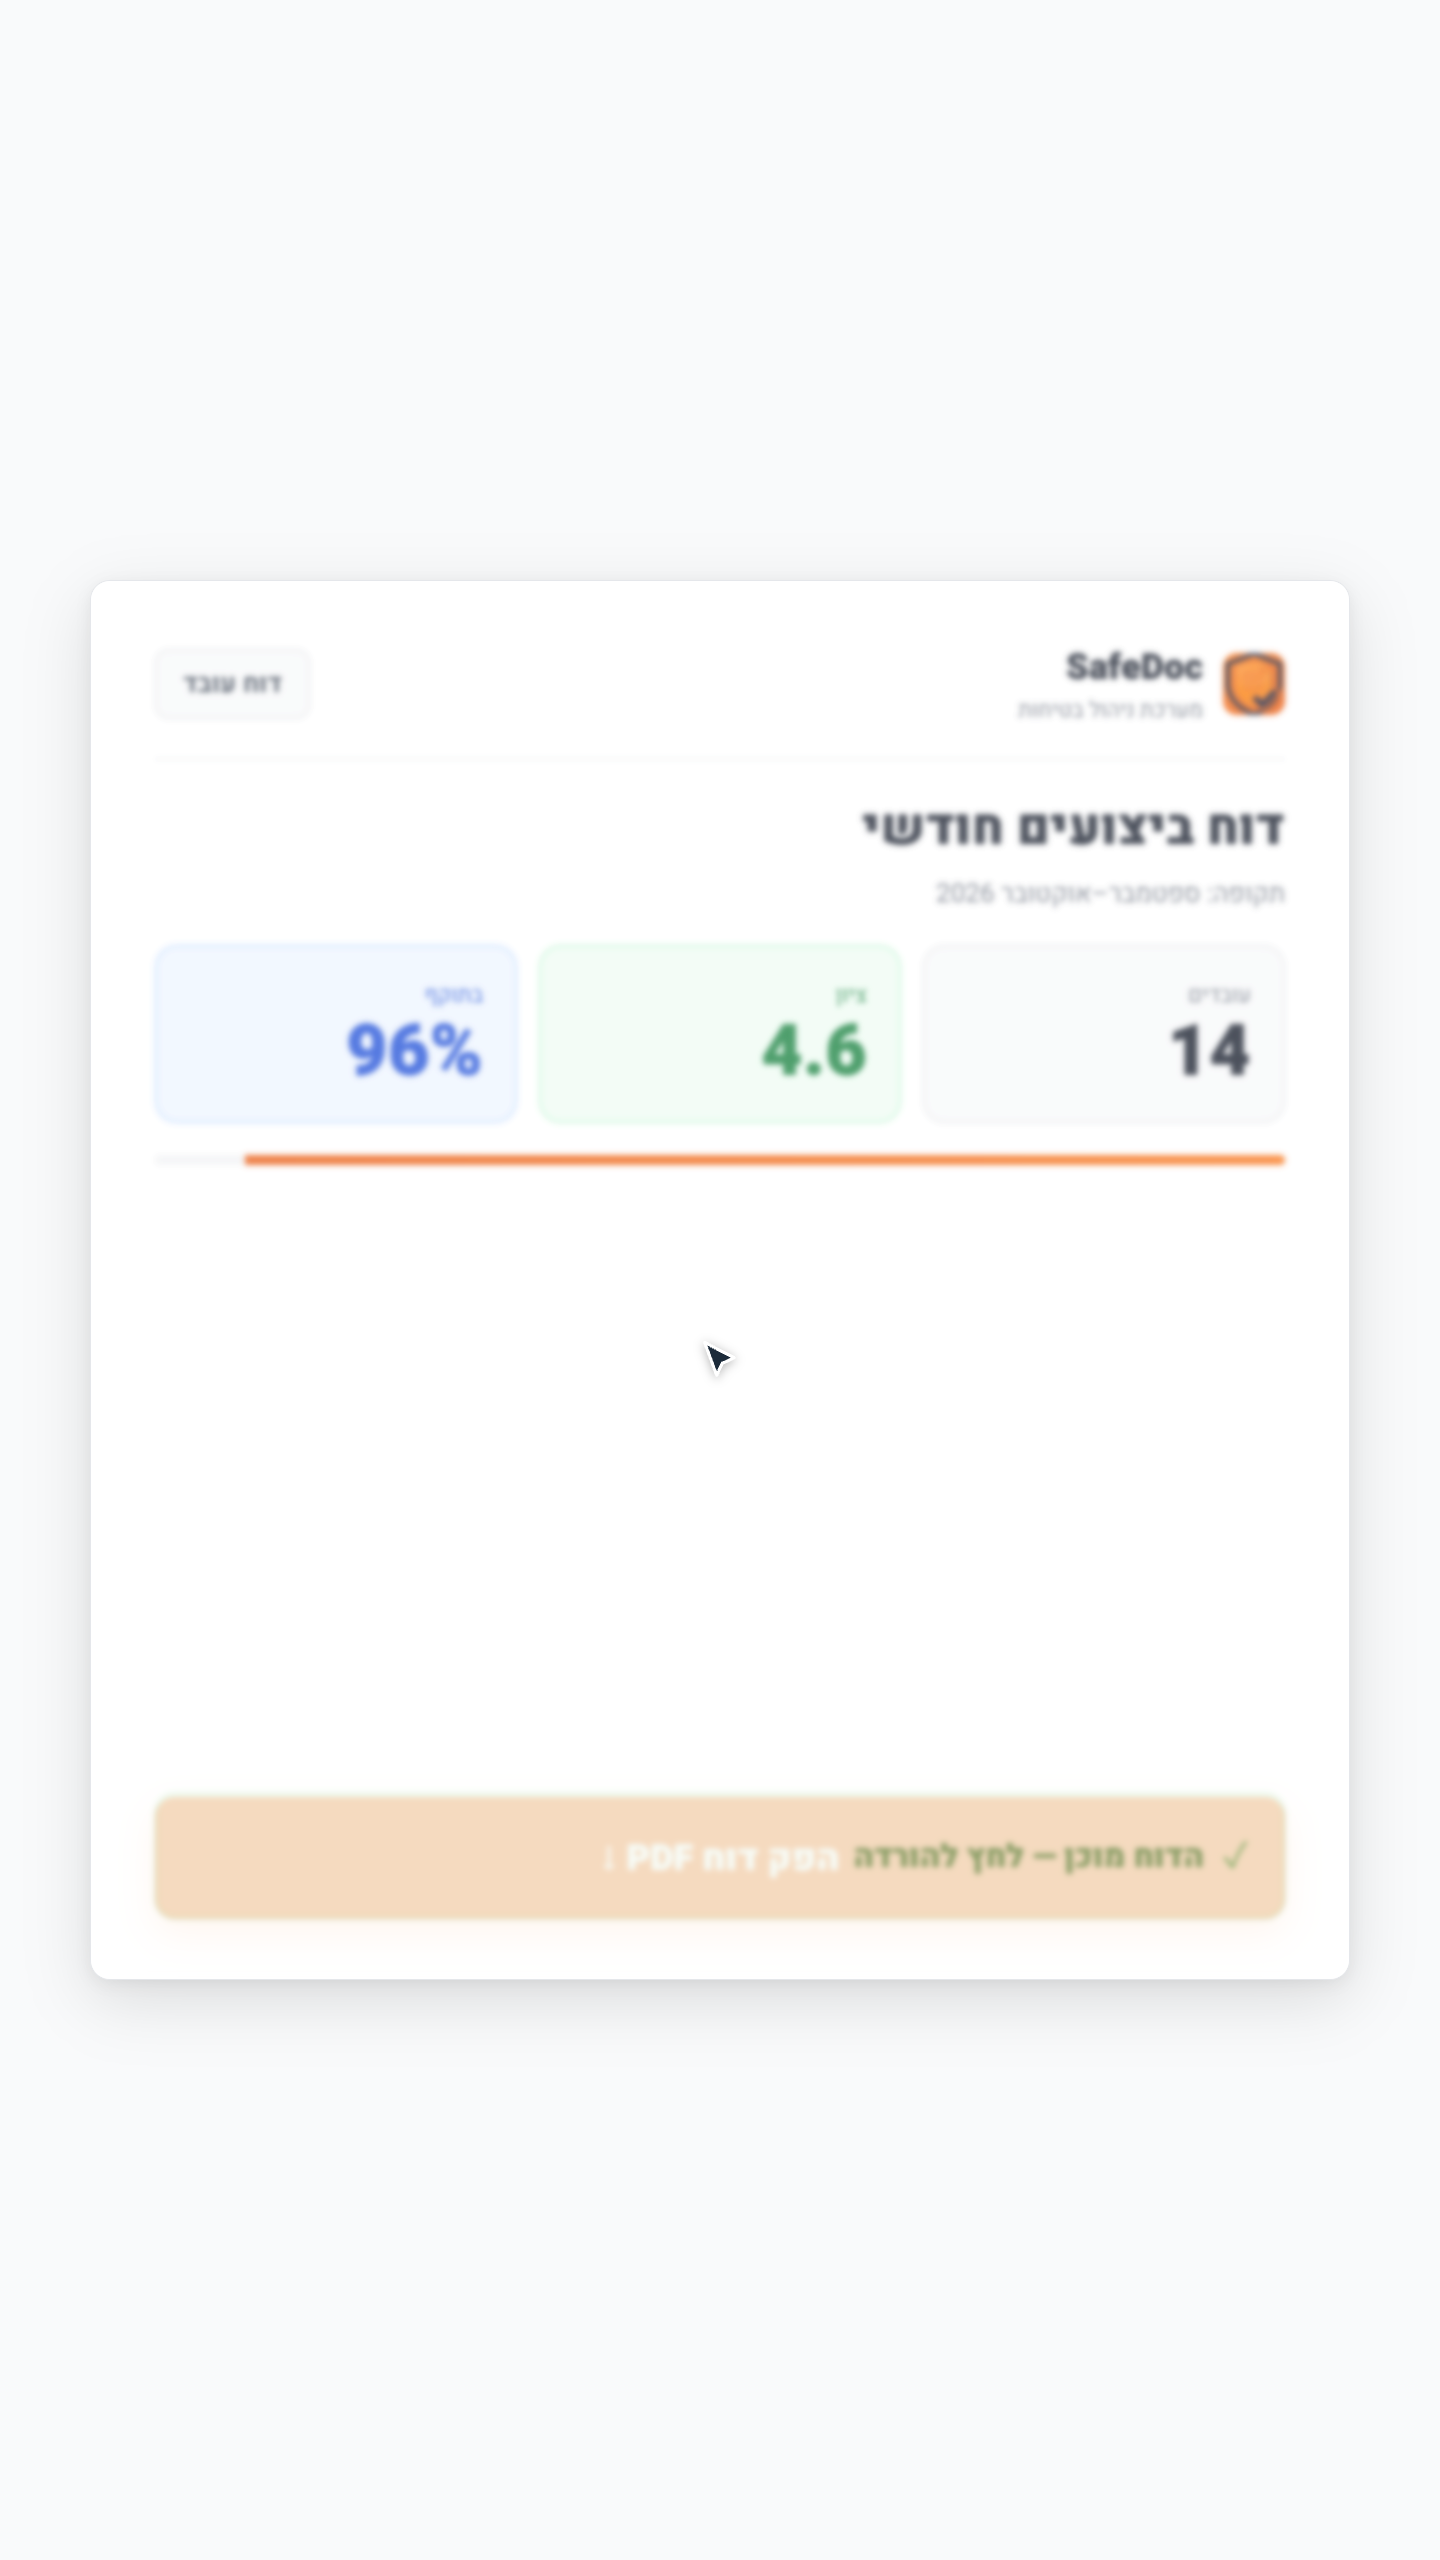 SafeDoc
מערכת ניהול בטיחות
דוח עובד
דוח ביצועים חודשי
תקופה: ספטמבר–אוקטובר 2026
עובדים
14
ציון
4.6
בתוקף
96%
✓ הדוח מוכן – לחץ להורדה
הפק דוח PDF